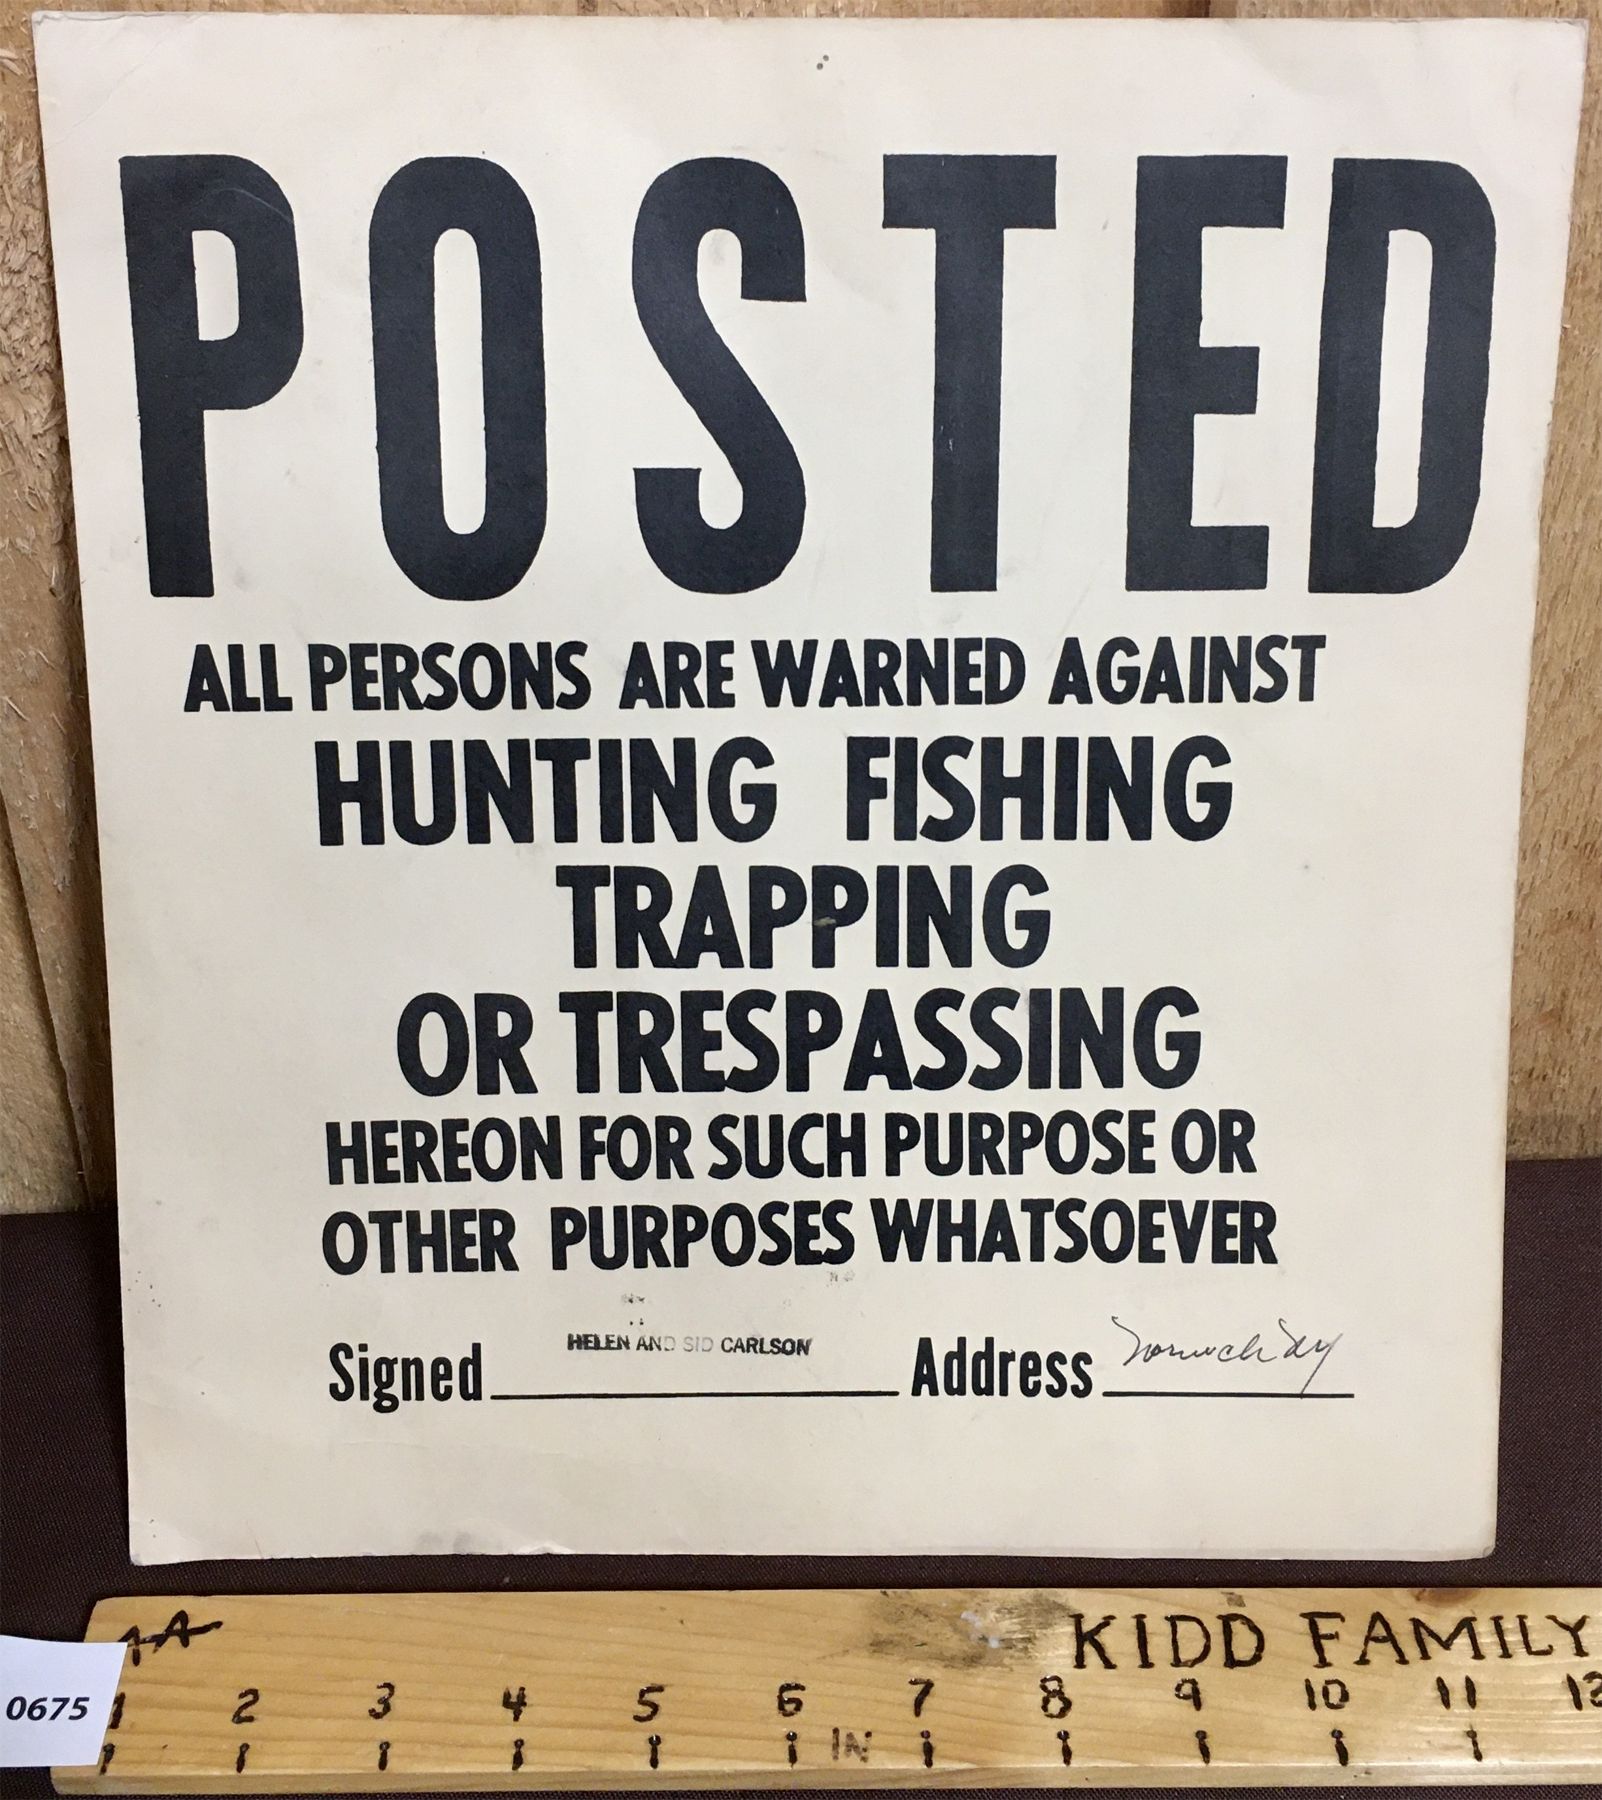 POSTED
ALL PERSONS ARE WARNED AGAINST
HUNTING FISHING
TRAPPING
OR TRESPASSING
HEREON FOR SUCH PURPOSE OR
OTHER PURPOSES WHATSOEVER
Signed HELEN AND SID CARLSON Address Norwich
KIDD FAMILY
0675 1 2 3 4 5 6 7 8 9 10 11 12
IN